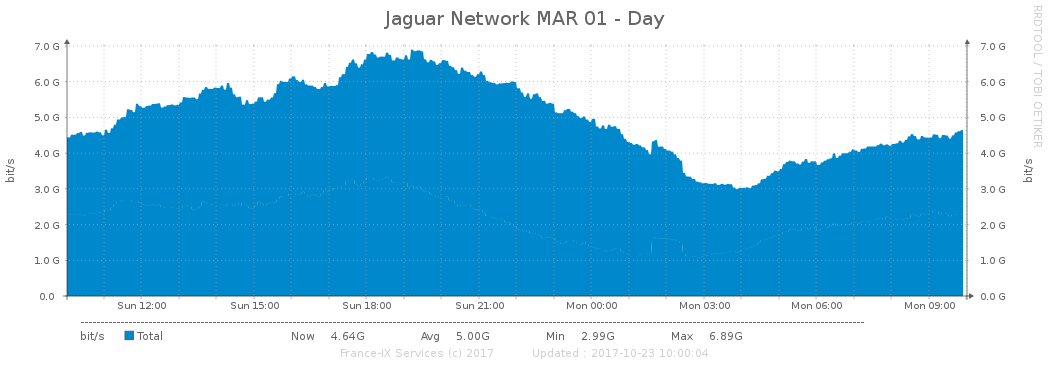 Jaguar Network MAR 01 - Day
RRDTOOL / TOBI OETIKER
7.0 G 7.0 G
6.0 G 6.0 G
5.0 G 5.0 G
4.0 G 4.0 G
3.0 G 3.0 G
2.0 G 2.0 G
1.0 G 1.0 G
0.0 0.0 G
bit/s bit/s
Sun 12:00 Sun 15:00 Sun 18:00 Sun 21:00 Mon 00:00 Mon 03:00 Mon 06:00 Mon 09:00
bit/s Total Now 4.64G Avg 5.00G Min 2.99G Max 6.89G
France-IX Services (c) 2017 Updated : 2017-10-23 10:00:04